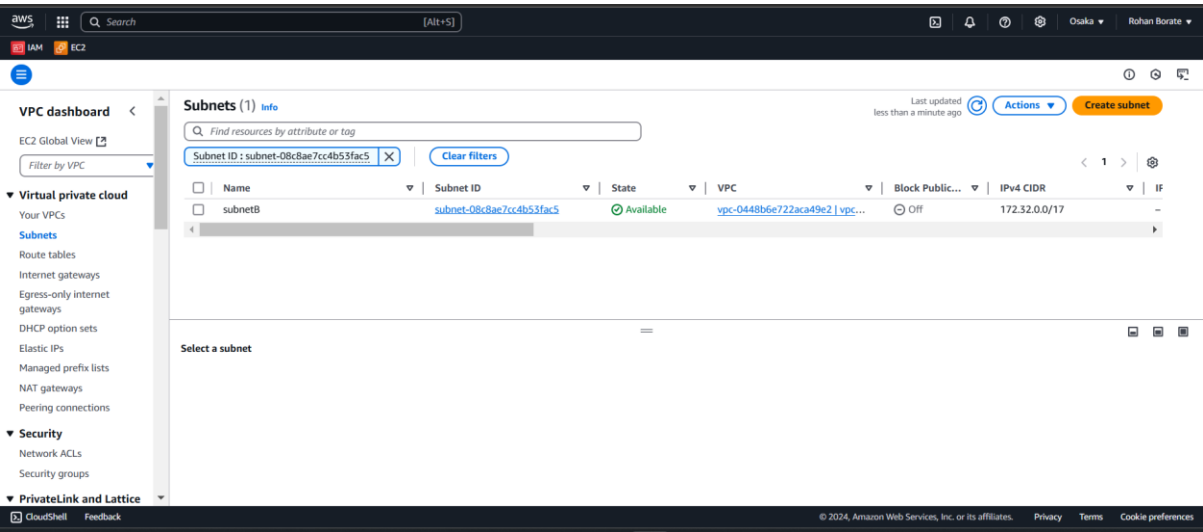 aws
Search
[Alt+S]
Osaka
Rohan Borate
IAM
EC2
VPC dashboard
EC2 Global View
Filter by VPC
Virtual private cloud
Your VPCs
Subnets
Route tables
Internet gateways
Egress-only internet
gateways
DHCP option sets
Elastic IPs
Managed prefix lists
NAT gateways
Peering connections
Security
Network ACLs
Security groups
PrivateLink and Lattice
Subnets (1) Info
Last updated
less than a minute ago
Actions
Create subnet
Find resources by attribute or tag
Subnet ID : subnet-08c8ae7cc4b53fac5
Clear filters
1
Name Subnet ID State VPC Block Public... IPv4 CIDR IF
subnetB subnet-08c8ae7cc4b53fac5 Available vpc-0448b6e722aca49e2 | vpc... Off 172.32.0.0/17 –
Select a subnet
CloudShell Feedback © 2024, Amazon Web Services, Inc. or its affiliates. Privacy Terms Cookie preferences